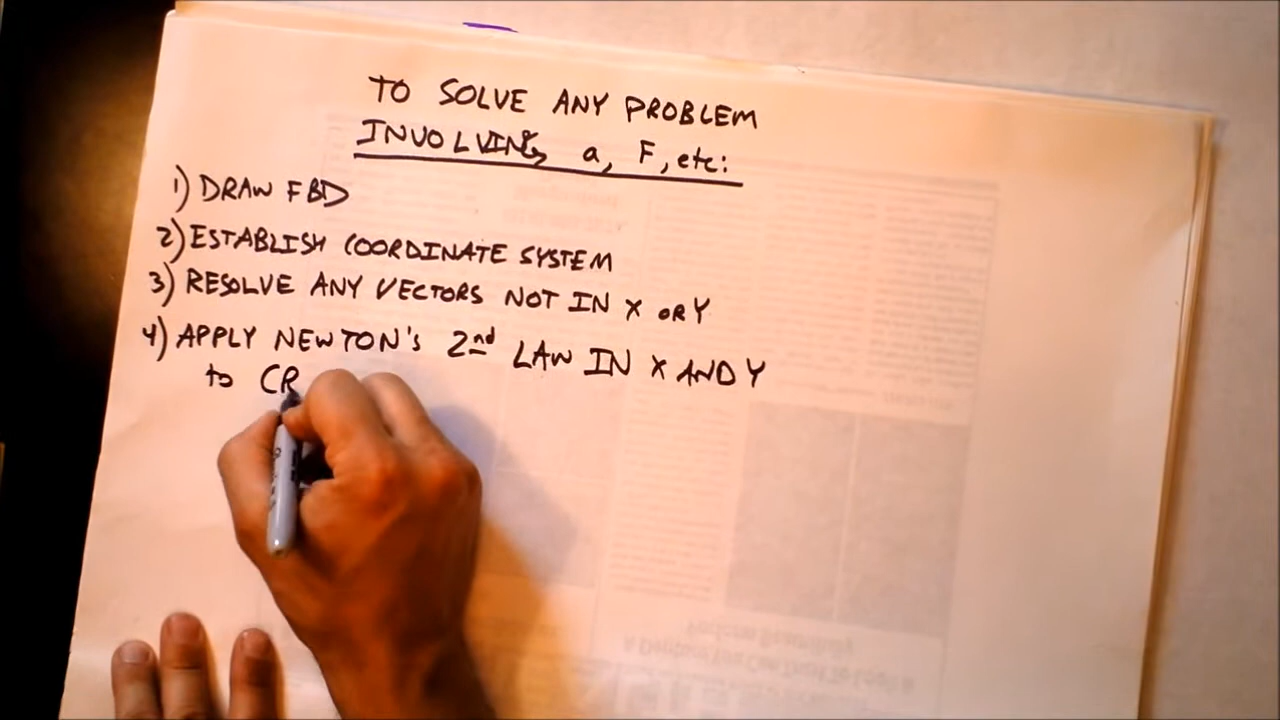 TO SOLVE ANY PROBLEM
INVOLVING a, F, etc:
1) DRAW FBD
2) ESTABLISH COORDINATE SYSTEM
3) RESOLVE ANY VECTORS NOT IN X OR Y
4) APPLY NEWTON'S 2nd LAW IN X AND Y
to CR